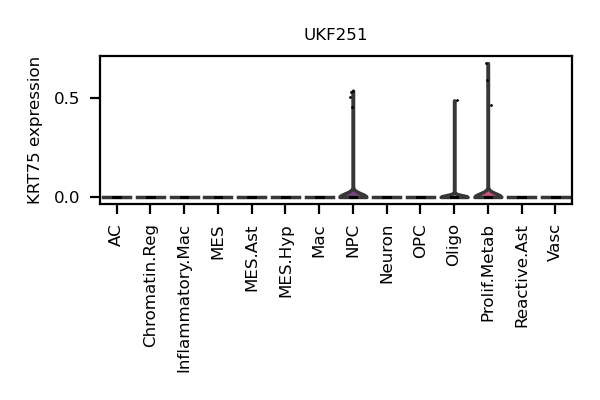 UKF251
KRT75 expression
0.5
0.0
AC
Chromatin.Reg
Inflammatory.Mac
MES
MES.Ast
MES.Hyp
Mac
NPC
Neuron
OPC
Oligo
Prolif.Metab
Reactive.Ast
Vasc